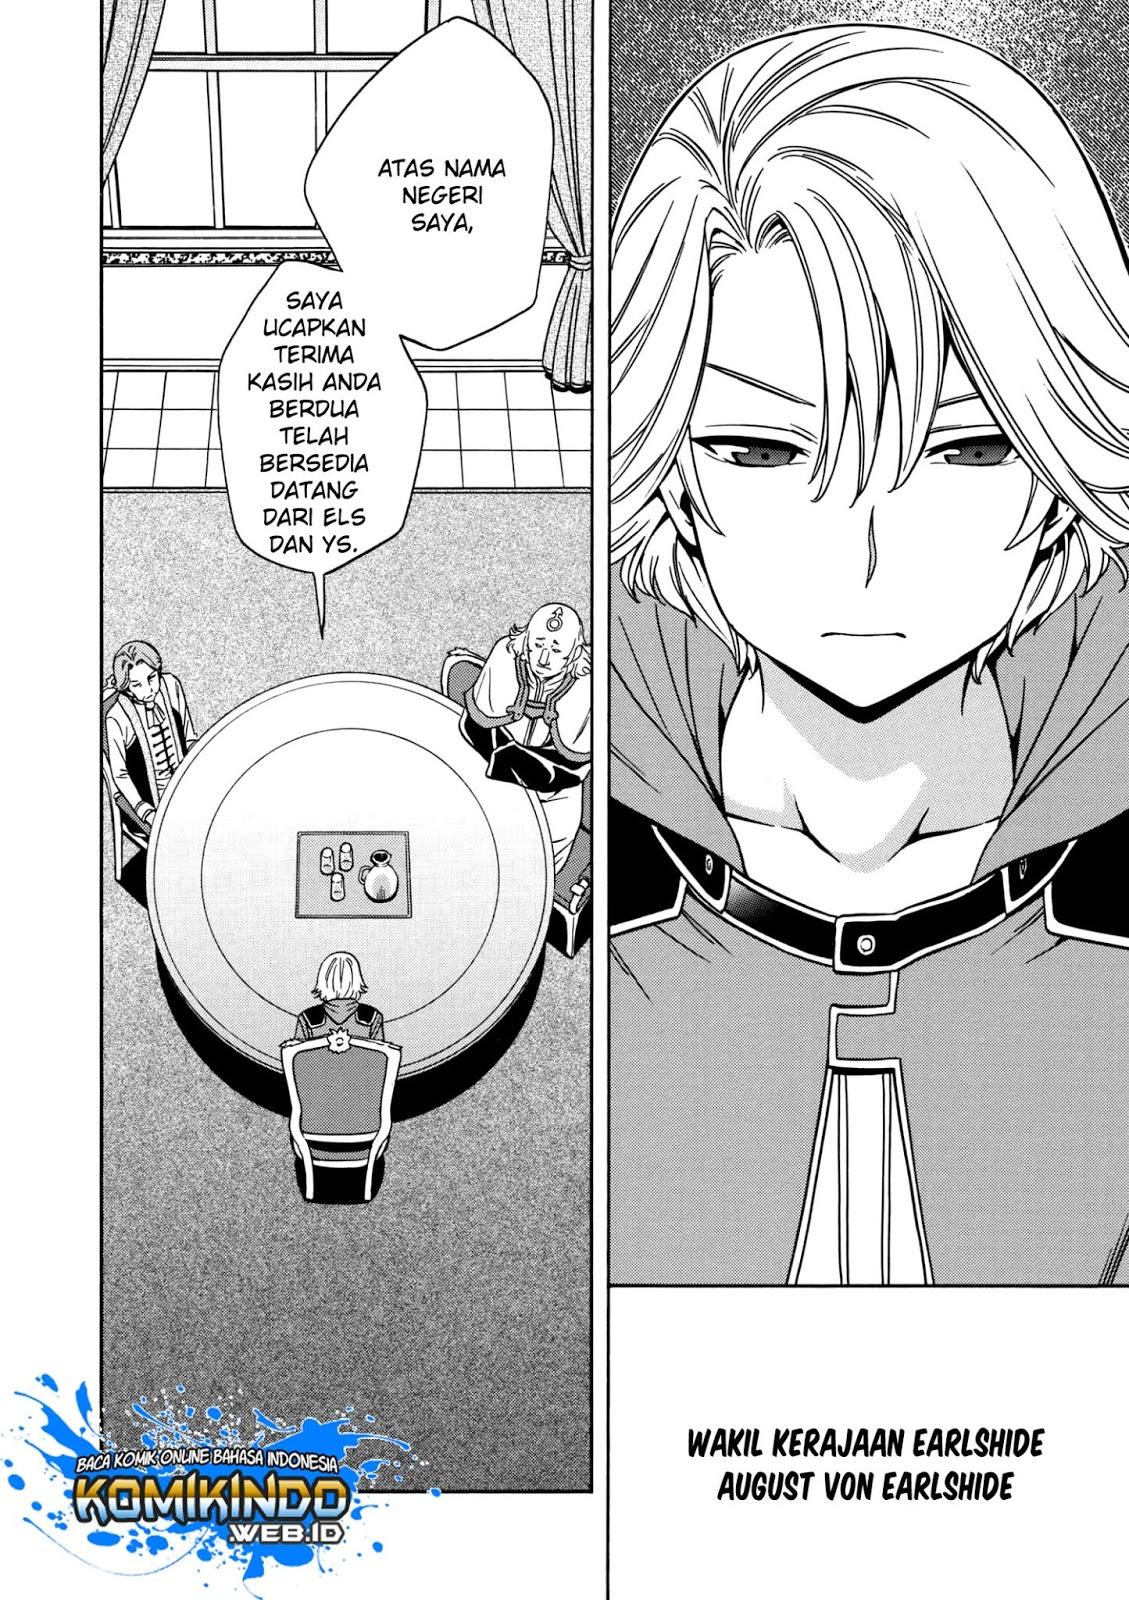 ATAS NAMA
NEGERI
SAYA,
SAYA
UCAPKAN
TERIMA
KASIH ANDA
BERDUA
TELAH
BERSEDIA
DATANG
DARI ELS
DAN YS.
WAKIL KERAJAAN EARLSHIDE
AUGUST VON EARLSHIDE
BACA KOMIK ONLINE BAHASA INDONESIA
KOMIKINDO
.WEB.ID